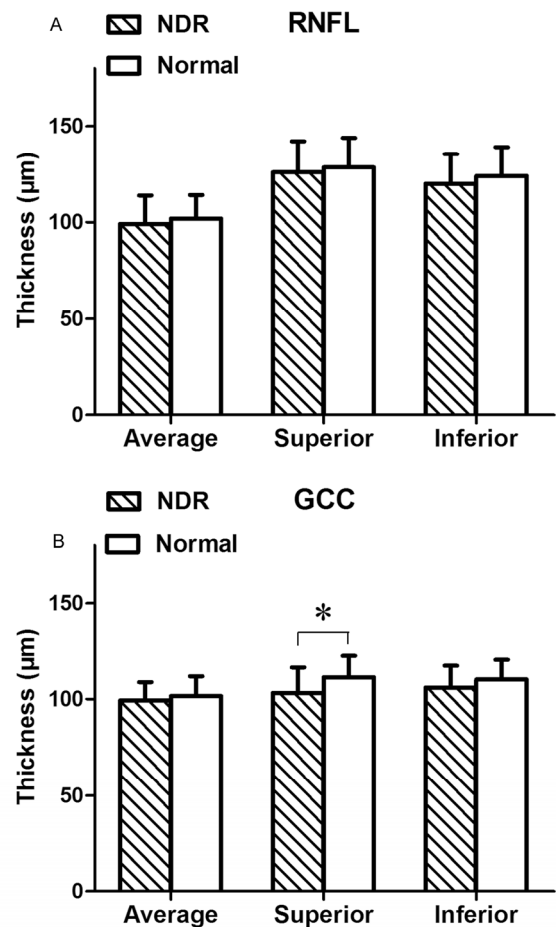 A
RNFL
NDR
Normal
Thickness (µm)
150
100
50
0
Average Superior Inferior
B
GCC
NDR
Normal
Thickness (µm)
150
100
50
0
*
Average Superior Inferior